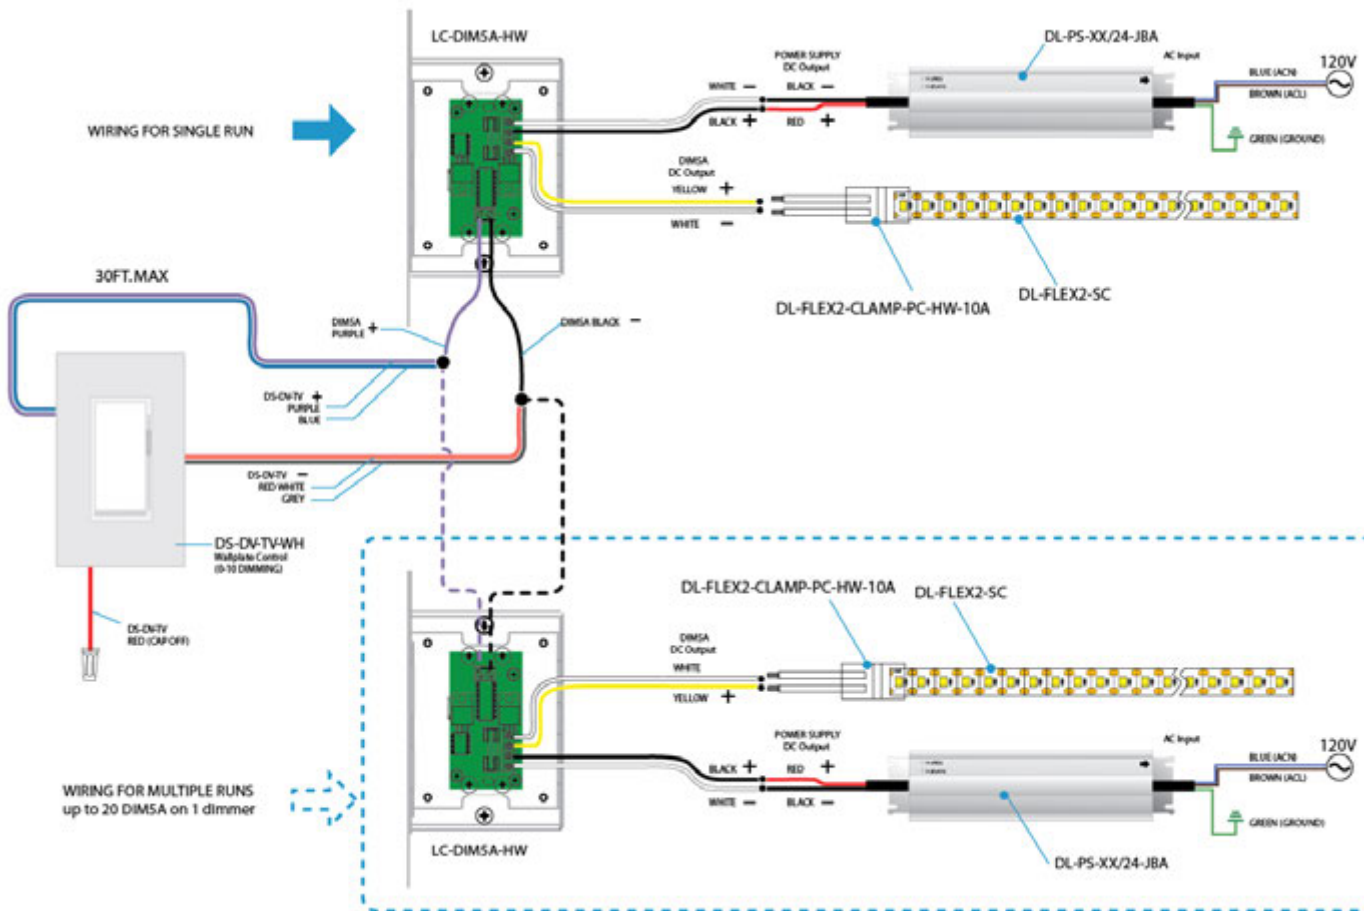 LC-DIM5A-HW
DL-PS-XX/24-JBA
POWER SUPPLY
DC Output
AC Input
120V
WHITE −
BLACK −
BLUE (ACN)
BROWN (ACL)
WIRING FOR SINGLE RUN
BLACK +
RED +
GREEN (GROUND)
DIM5A
DC Output
YELLOW +
WHITE −
30FT.MAX
DL-FLEX2-CLAMP-PC-HW-10A
DL-FLEX2-SC
DIM5A
PURPLE +
DIM5A BLACK −
DS-DV-TV +
PURPLE
BLUE
DS-DV-TV −
RED WHITE
GREY
DS-DV-TV-WH
Wallplate Control
(0-10 DIMMING)
DS-DV-TV
RED (CAP OFF)
DL-FLEX2-CLAMP-PC-HW-10A
DL-FLEX2-SC
DIM5A
DC Output
WHITE
YELLOW +
POWER SUPPLY
DC Output
AC Input
120V
BLACK +
RED +
BLUE (ACN)
BROWN (ACL)
WIRING FOR MULTIPLE RUNS
up to 20 DIM5A on 1 dimmer
WHITE −
BLACK −
GREEN (GROUND)
LC-DIM5A-HW
DL-PS-XX/24-JBA